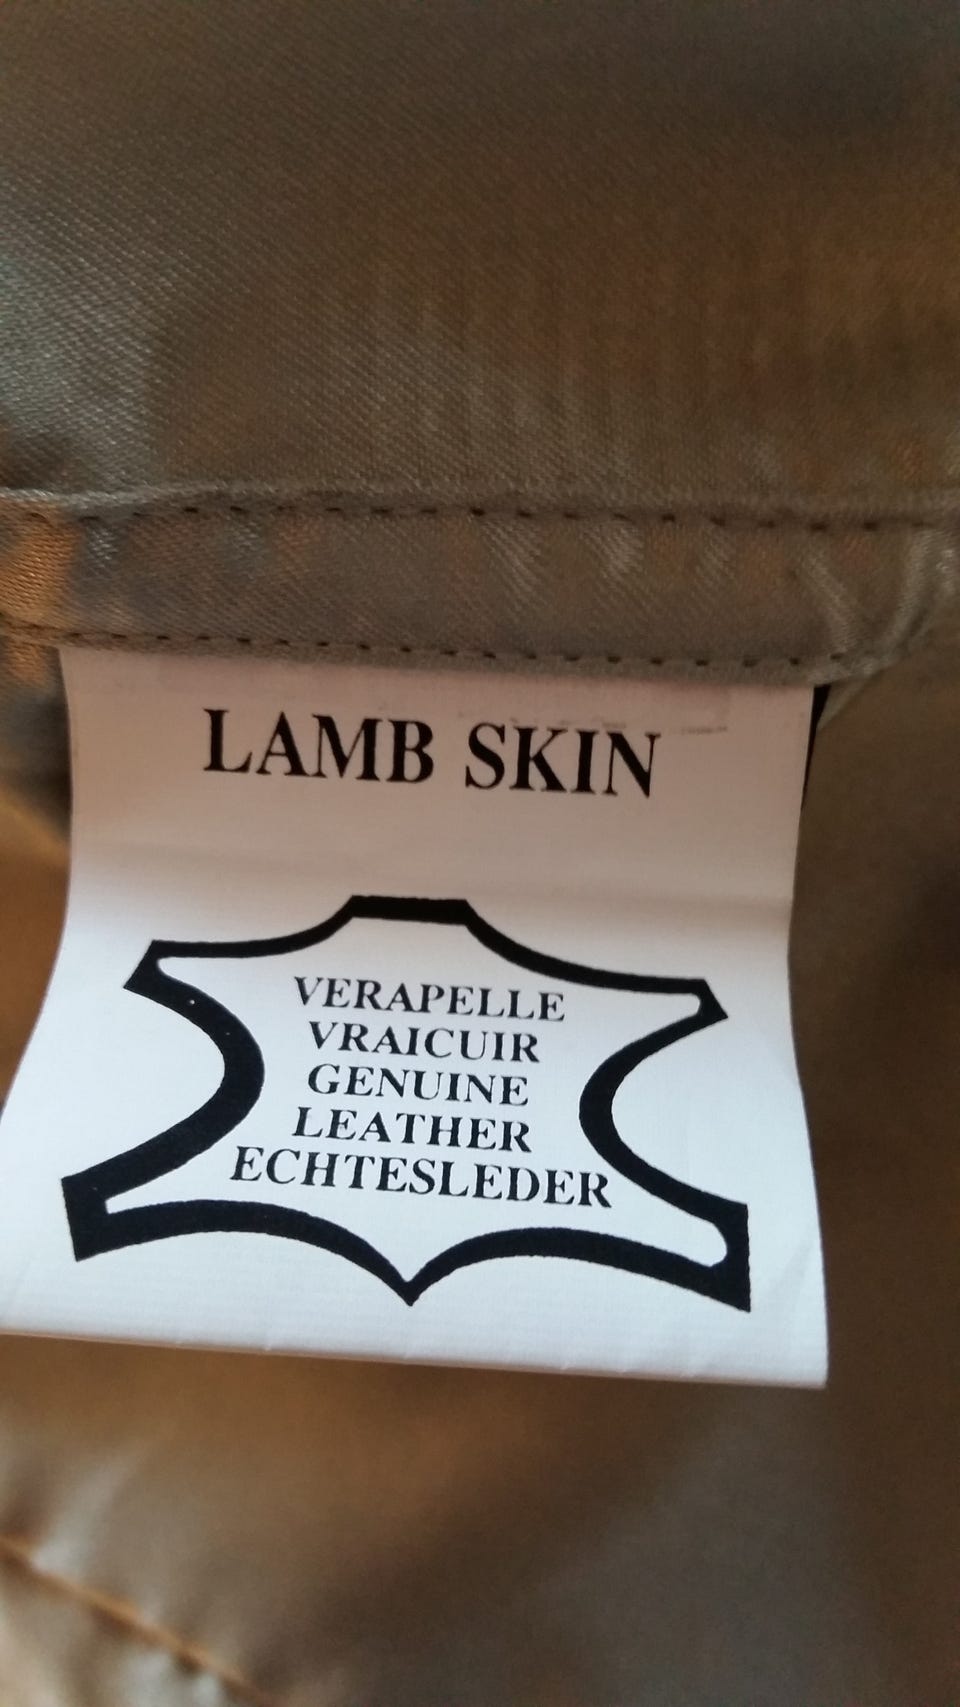 LAMB SKIN
VERAPELLE
VRAICUIR
GENUINE
LEATHER
ECHTESLEDER